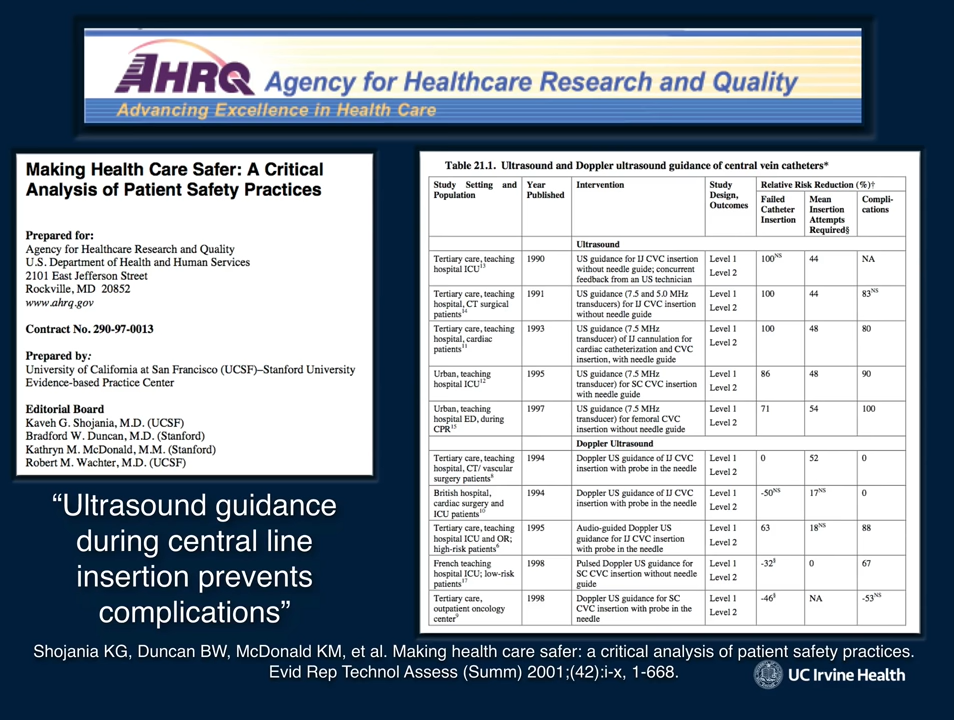 AHRQ Agency for Healthcare Research and Quality
Advancing Excellence in Health Care
Making Health Care Safer: A Critical
Analysis of Patient Safety Practices
Prepared for:
Agency for Healthcare Research and Quality
U.S. Department of Health and Human Services
2101 East Jefferson Street
Rockville, MD 20852
www.ahrq.gov
Contract No. 290-97-0013
Prepared by:
University of California at San Francisco (UCSF)–Stanford University
Evidence-based Practice Center
Editorial Board
Kaveh G. Shojania, M.D. (UCSF)
Bradford W. Duncan, M.D. (Stanford)
Kathryn M. McDonald, M.M. (Stanford)
Robert M. Wachter, M.D. (UCSF)
Table 21.1. Ultrasound and Doppler ultrasound guidance of central vein catheters*
Study Setting and Population | Year Published | Intervention | Study Design, Outcomes | Relative Risk Reduction (%)†
Failed Catheter Insertion | Mean Insertion Attempts Required§ | Compli-cations
Ultrasound
Tertiary care, teaching hospital ICU13 | 1990 | US guidance for IJ CVC insertion without needle guide; concurrent feedback from an US technician | Level 1 Level 2 | 100NS | 44 | NA
Tertiary care, teaching hospital, CT surgical patients14 | 1991 | US guidance (7.5 and 5.0 MHz transducers) for IJ CVC insertion without needle guide | Level 1 Level 2 | 100 | 44 | 83NS
Tertiary care, teaching hospital, cardiac patients11 | 1993 | US guidance (7.5 MHz transducer) of IJ cannulation for cardiac catheterization and CVC insertion, with needle guide | Level 1 Level 2 | 100 | 48 | 80
Urban, teaching hospital ICU12 | 1995 | US guidance (7.5 MHz transducer) for SC CVC insertion with needle guide | Level 1 Level 2 | 86 | 48 | 90
Urban, teaching hospital ED, during CPR15 | 1997 | US guidance (7.5 MHz transducer) for femoral CVC insertion without needle guide | Level 1 Level 2 | 71 | 54 | 100
Doppler Ultrasound
Tertiary care, teaching hospital, CT/ vascular surgery patients8 | 1994 | Doppler US guidance of IJ CVC insertion with probe in the needle | Level 1 Level 2 | 0 | 52 | 0
British hospital, cardiac surgery and ICU patients10 | 1994 | Doppler US guidance of IJ CVC insertion with probe in the needle | Level 1 Level 2 | -50NS | 17NS | 0
Tertiary care, teaching hospital ICU and OR; high-risk patients6 | 1995 | Audio-guided Doppler US guidance for IJ CVC insertion with probe in the needle | Level 1 Level 2 | 63 | 18NS | 88
French teaching hospital ICU; low-risk patients17 | 1998 | Pulsed Doppler US guidance for SC CVC insertion without needle guide | Level 1 Level 2 | -32§ | 0 | 67
Tertiary care, outpatient oncology center9 | 1998 | Doppler US guidance for SC CVC insertion with probe in the needle | Level 1 Level 2 | -46§ | NA | -53NS
“Ultrasound guidance
during central line
insertion prevents
complications”
Shojania KG, Duncan BW, McDonald KM, et al. Making health care safer: a critical analysis of patient safety practices.
Evid Rep Technol Assess (Summ) 2001;(42):i-x, 1-668.
UC Irvine Health